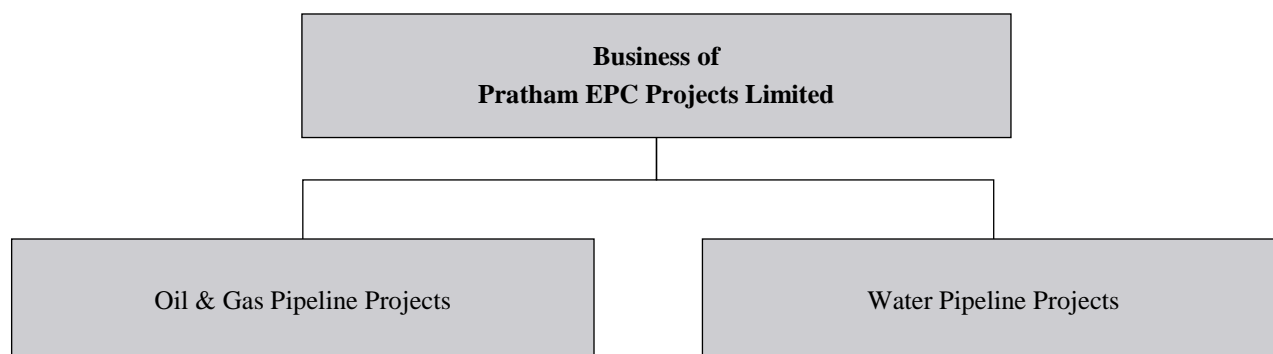 Business of
Pratham EPC Projects Limited
Oil & Gas Pipeline Projects
Water Pipeline Projects